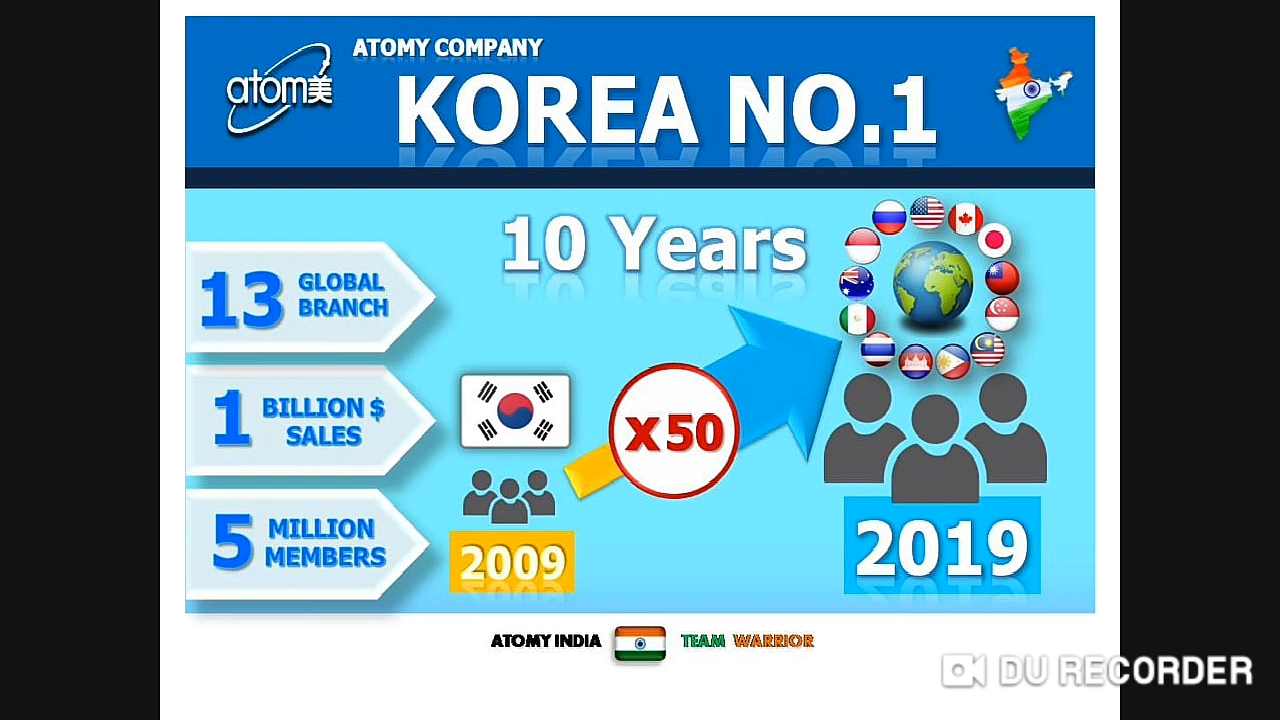 ATOMY COMPANY
atom美
KOREA NO.1
10 Years
13 GLOBAL
BRANCH
1 BILLION $
SALES
5 MILLION
MEMBERS
X50
2009
2019
ATOMY INDIA TEAM WARRIOR
DU RECORDER